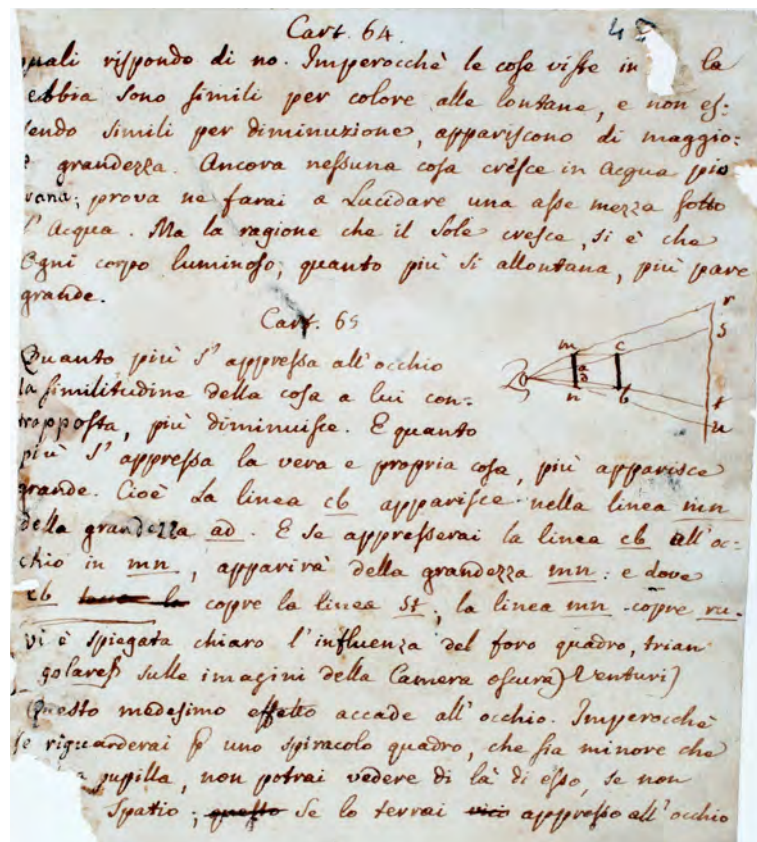 Cart. 64.
quali rispondo di no. Imperocchè le cose viste in la
ebbia sono simili per colore alle lontane, e non es:
sendo simili per diminuzione, appariscono di maggio:
grandezza. Ancora nessuna cosa cresce in Acqua pio
vana; prova ne farai a Lucidare una asse mezza sotto
l'Acqua. Ma la ragione che il Sole cresce, si è che
Ogni corpo luminoso, quanto più si allontana, più pare
grande.
Cart. 65
Quanto più s'appressa all'occhio
la similitudine della cosa a lui con:
trapposta, più diminuisce. E quanto
più s'appressa la vera e propria cosa, più apparisce
grande. Cioè La linea cb apparisce nella linea mn
della grandezza ad. E se appresserai la linea cb all'oc:
chio in mn, apparirà della grandezza mn: e dove
cb copre la linea st, la linea mn copre ru.
vi è spiegata chiaro l'influenza del foro quadro, trian
golare sulle imagini della Camera oscura) Venturi)
Questo medesimo effetto accade all'occhio. Imperocchè
se riguarderai p uno spiracolo quadro, che sia minore che
pupilla, non potrai vedere di là di esso, se non
Spatio; questo Se lo terrai vici appresso all'occhio
r
s
m
c
a
d
n
b
t
u